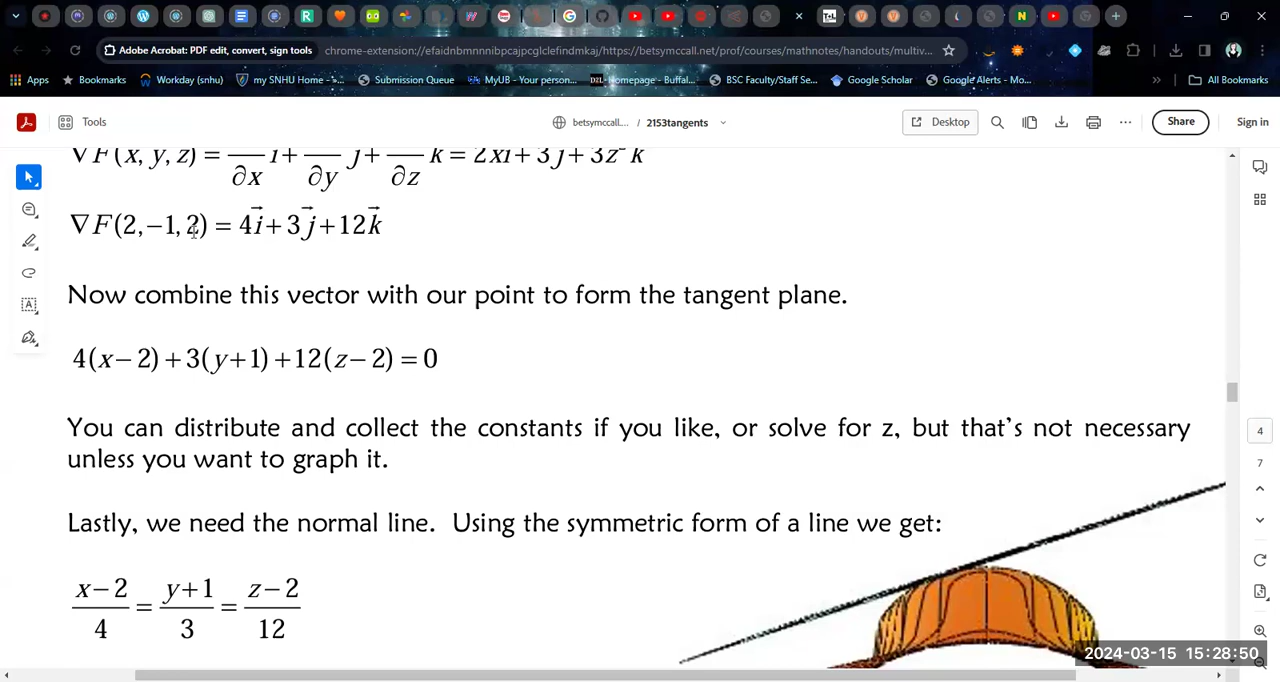 Adobe Acrobat: PDF edit, convert, sign tools chrome-extension://efaidnbmnnnibpcajpcglclefindmkaj/https://betsymccall.net/prof/courses/mathnotes/handouts/multiv...
Apps Bookmarks Workday (snhu) my SNHU Home - ... Submission Queue MyUB - Your person... Homepage - Buffal... BSC Faculty/Staff Se... Google Scholar Google Alerts - Mo... » All Bookmarks
Tools betsymccall.... / 2153tangents Desktop Share Sign in
∇F(x, y, z) = ∂x i + ∂y j + ∂z k = 2xi + 3j + 3z² k
∇F(2,−1,2) = 4i + 3j + 12k
Now combine this vector with our point to form the tangent plane.
4(x−2)+3(y+1)+12(z−2)=0
You can distribute and collect the constants if you like, or solve for z, but that's not necessary
unless you want to graph it.
Lastly, we need the normal line. Using the symmetric form of a line we get:
x−2 / 4 = y+1 / 3 = z−2 / 12
4
7
2024-03-15 15:28:50